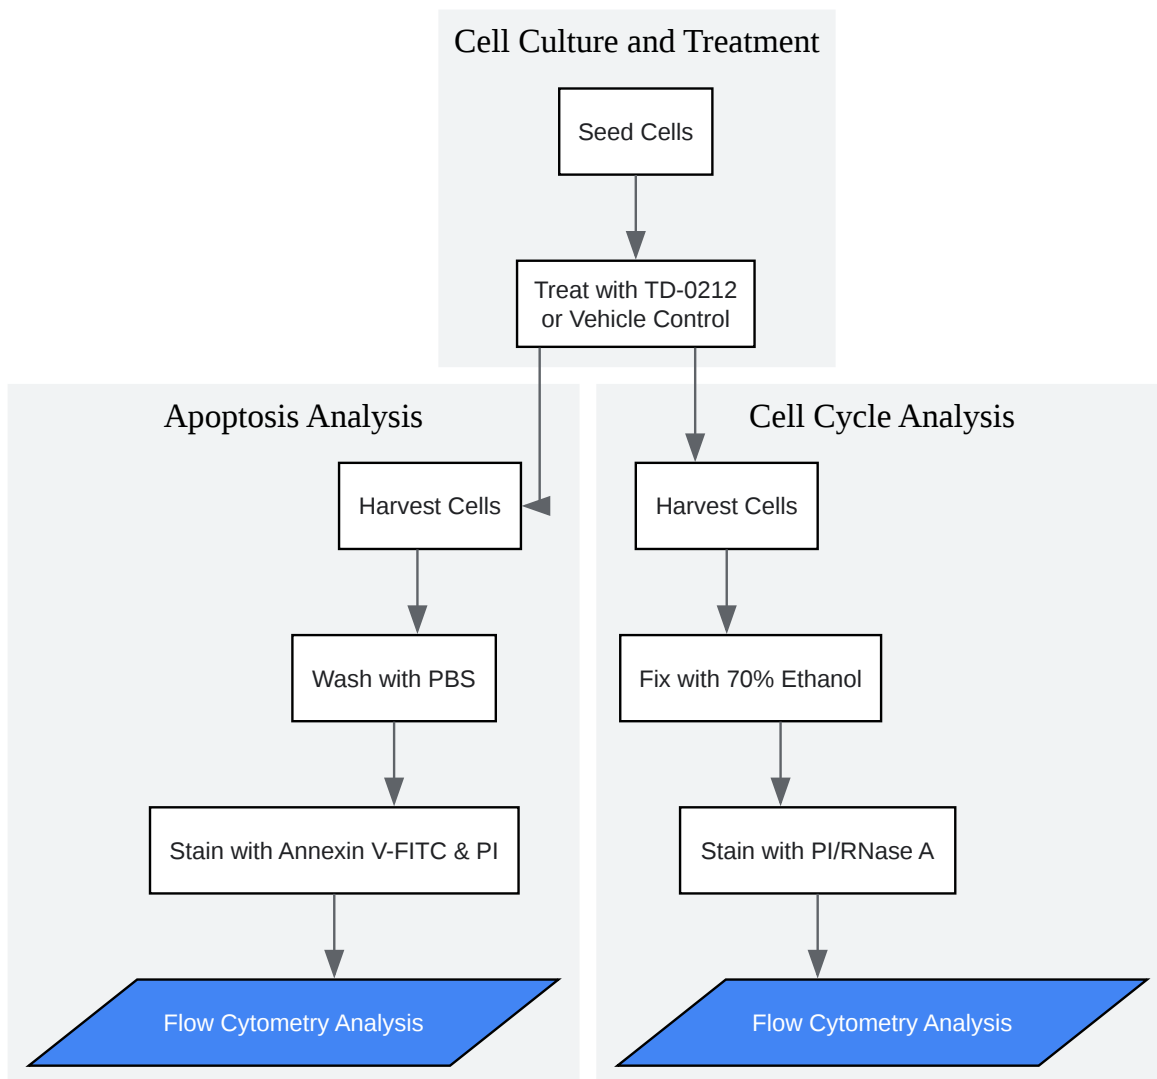 Cell Culture and Treatment
Seed Cells
Treat with TD-0212
or Vehicle Control
Apoptosis Analysis
Harvest Cells
Wash with PBS
Stain with Annexin V-FITC & PI
Flow Cytometry Analysis
Cell Cycle Analysis
Harvest Cells
Fix with 70% Ethanol
Stain with PI/RNase A
Flow Cytometry Analysis